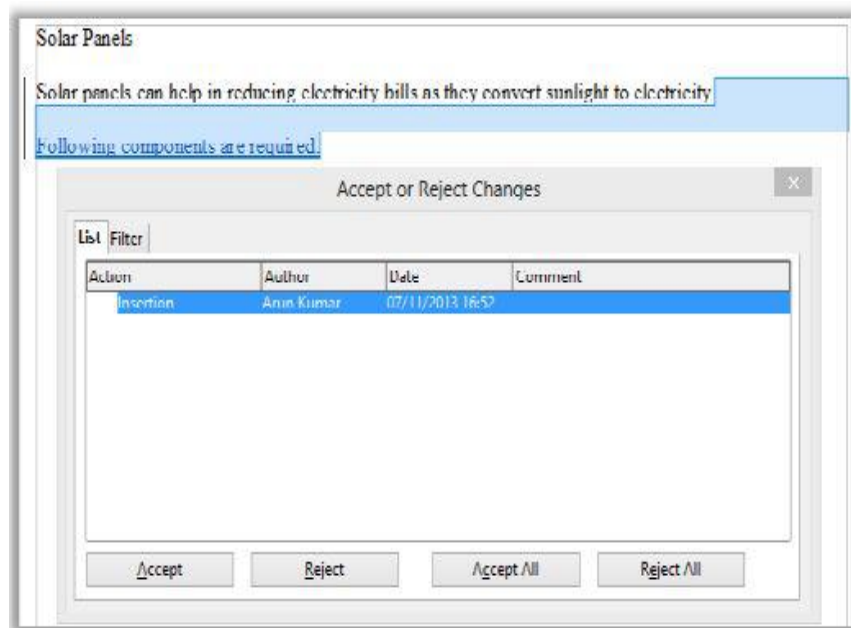 Solar Panels
Solar panels can help in reducing electricity bills as they convert sunlight to electricity
Following components are required.
Accept or Reject Changes
x
List Filter
Action Author Date Comment
Insertion Arun Kumar 07/11/2013 16:52
Accept Reject Accept All Reject All